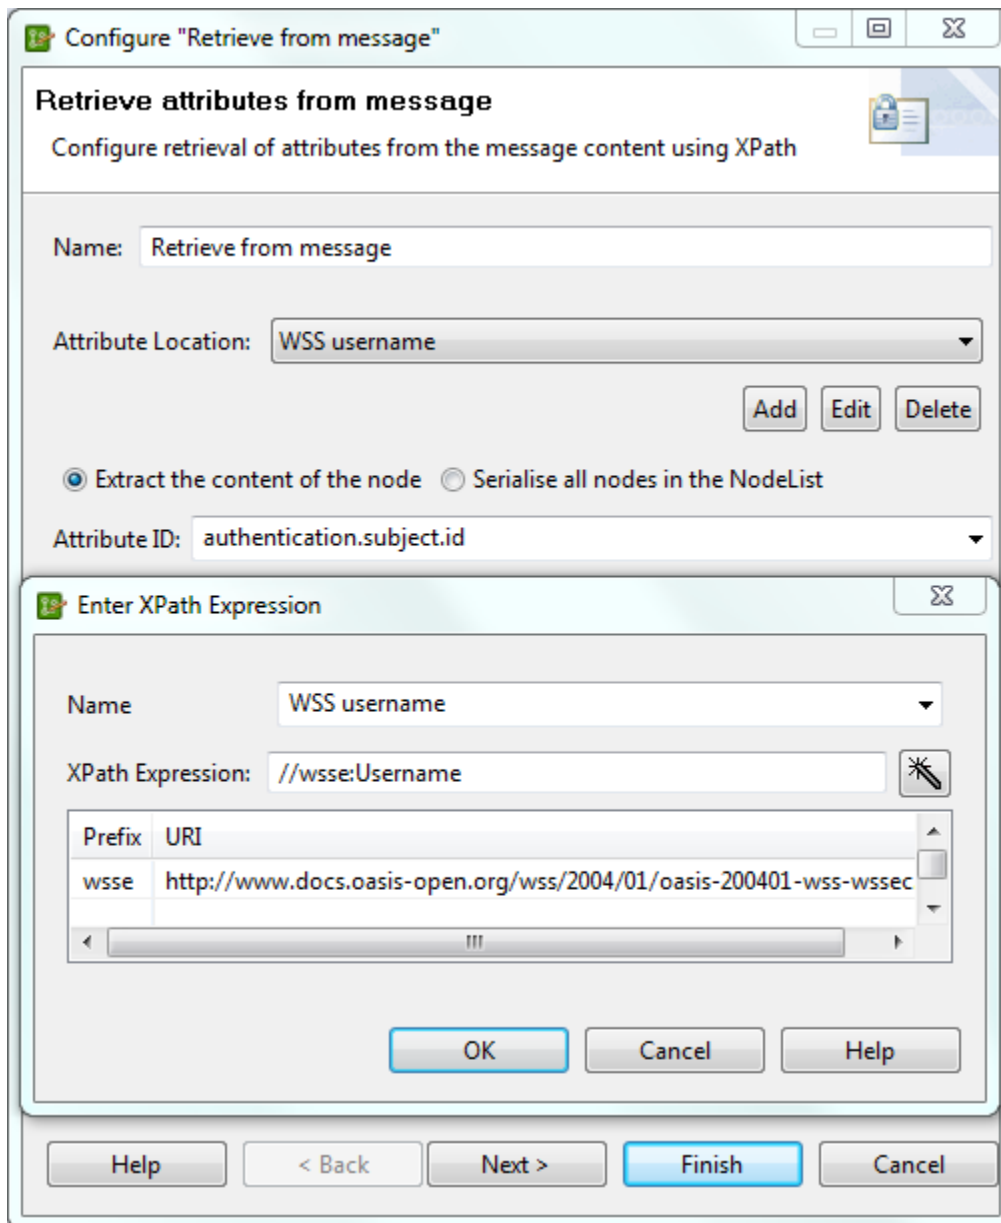 Configure "Retrieve from message"
Retrieve attributes from message
Configure retrieval of attributes from the message content using XPath
Name: Retrieve from message
Attribute Location: WSS username
Add Edit Delete
Extract the content of the node Serialise all nodes in the NodeList
Attribute ID: authentication.subject.id
Enter XPath Expression
Name WSS username
XPath Expression: //wsse:Username
Prefix URI
wsse http://www.docs.oasis-open.org/wss/2004/01/oasis-200401-wss-wssec
OK Cancel Help
Help < Back Next > Finish Cancel